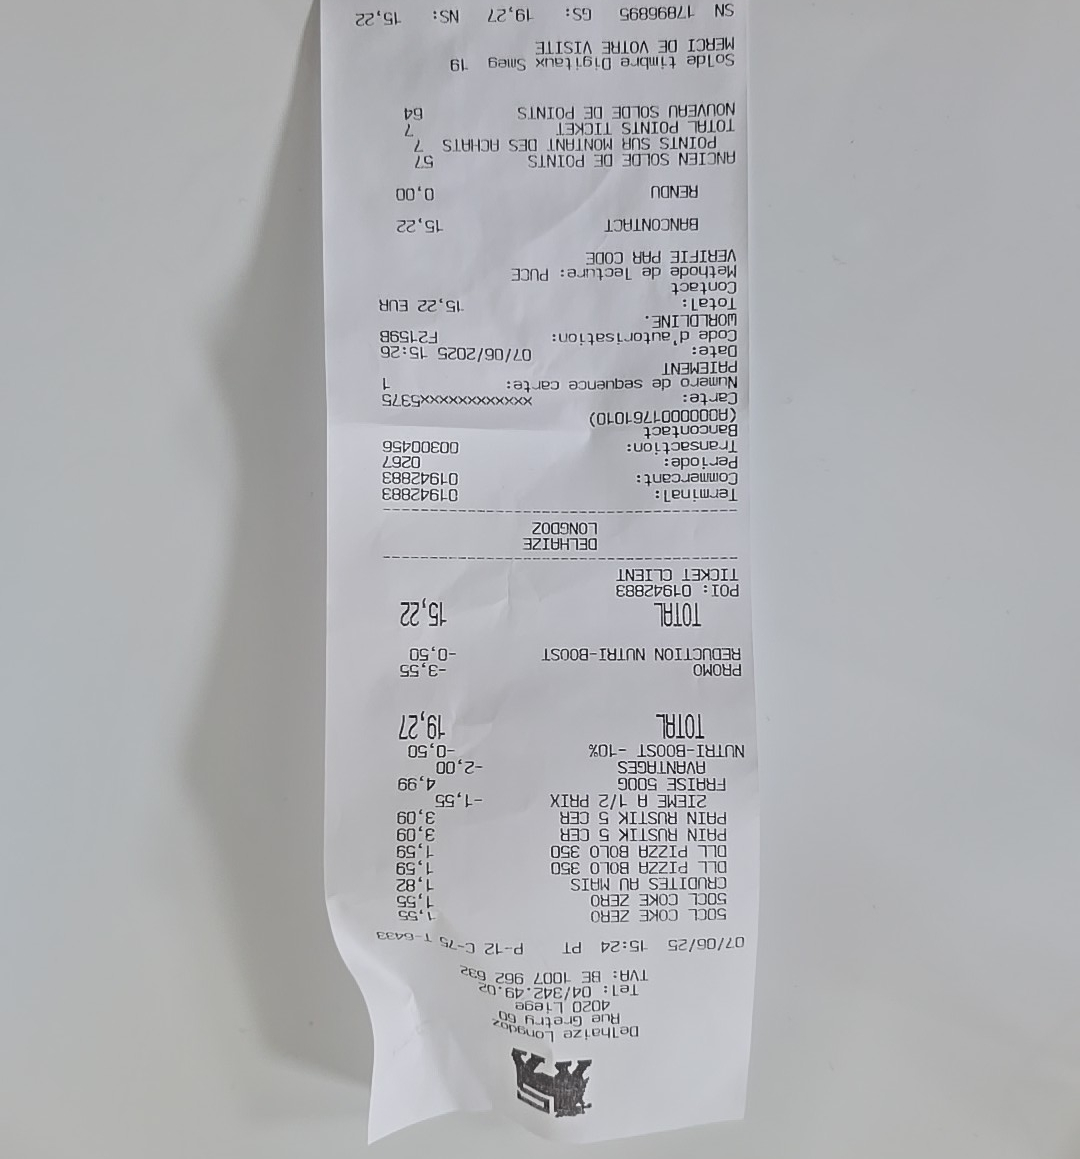 Delhaize Longdoz
Rue Gretry 60
4020 Liege
Tel: 04/342.49.02
TVA: BE 1007 962 632
07/06/25 15:24 PT P-12 C-75 T-6433
50CL COKE ZERO 1,55
50CL COKE ZERO 1,55
CRUDITES AU MAIS 1,82
DLL PIZZA BOLO 350 1,59
DLL PIZZA BOLO 350 1,59
PAIN RUSTIK 5 CER 3,09
PAIN RUSTIK 5 CER 3,09
2IEME A 1/2 PRIX -1,55
FRAISE 500G 4,99
AVANTAGES -2,00
NUTRI-BOOST -10% -0,50
TOTAL 19,27
PROMO -3,55
REDUCTION NUTRI-BOOST -0,50
TOTAL 15,22
POI: 01942883
TICKET CLIENT
DELHAIZE
LONGDOZ
Terminal: 01942883
Commercant: 01942883
Periode: 0267
Transaction: 00300456
Bancontact
(A0000001761010)
Carte: xxxxxxxxxxxxx5375
Numero de sequence carte: 1
PAIEMENT
Date: 07/06/2025 15:26
Code d'autorisation: F2159B
WORLDLINE.
Total: 15,22 EUR
Contact
Methode de lecture: PUCE
VERIFIE PAR CODE
BANCONTACT 15,22
RENDU 0,00
ANCIEN SOLDE DE POINTS 57
POINTS SUR MONTANT DES ACHATS 7
TOTAL POINTS TICKET 7
NOUVEAU SOLDE DE POINTS 64
Solde timbre Digitaux Smeg 19
MERCI DE VOTRE VISITE
SN 17896895 GS: 19,27 NS: 15,22